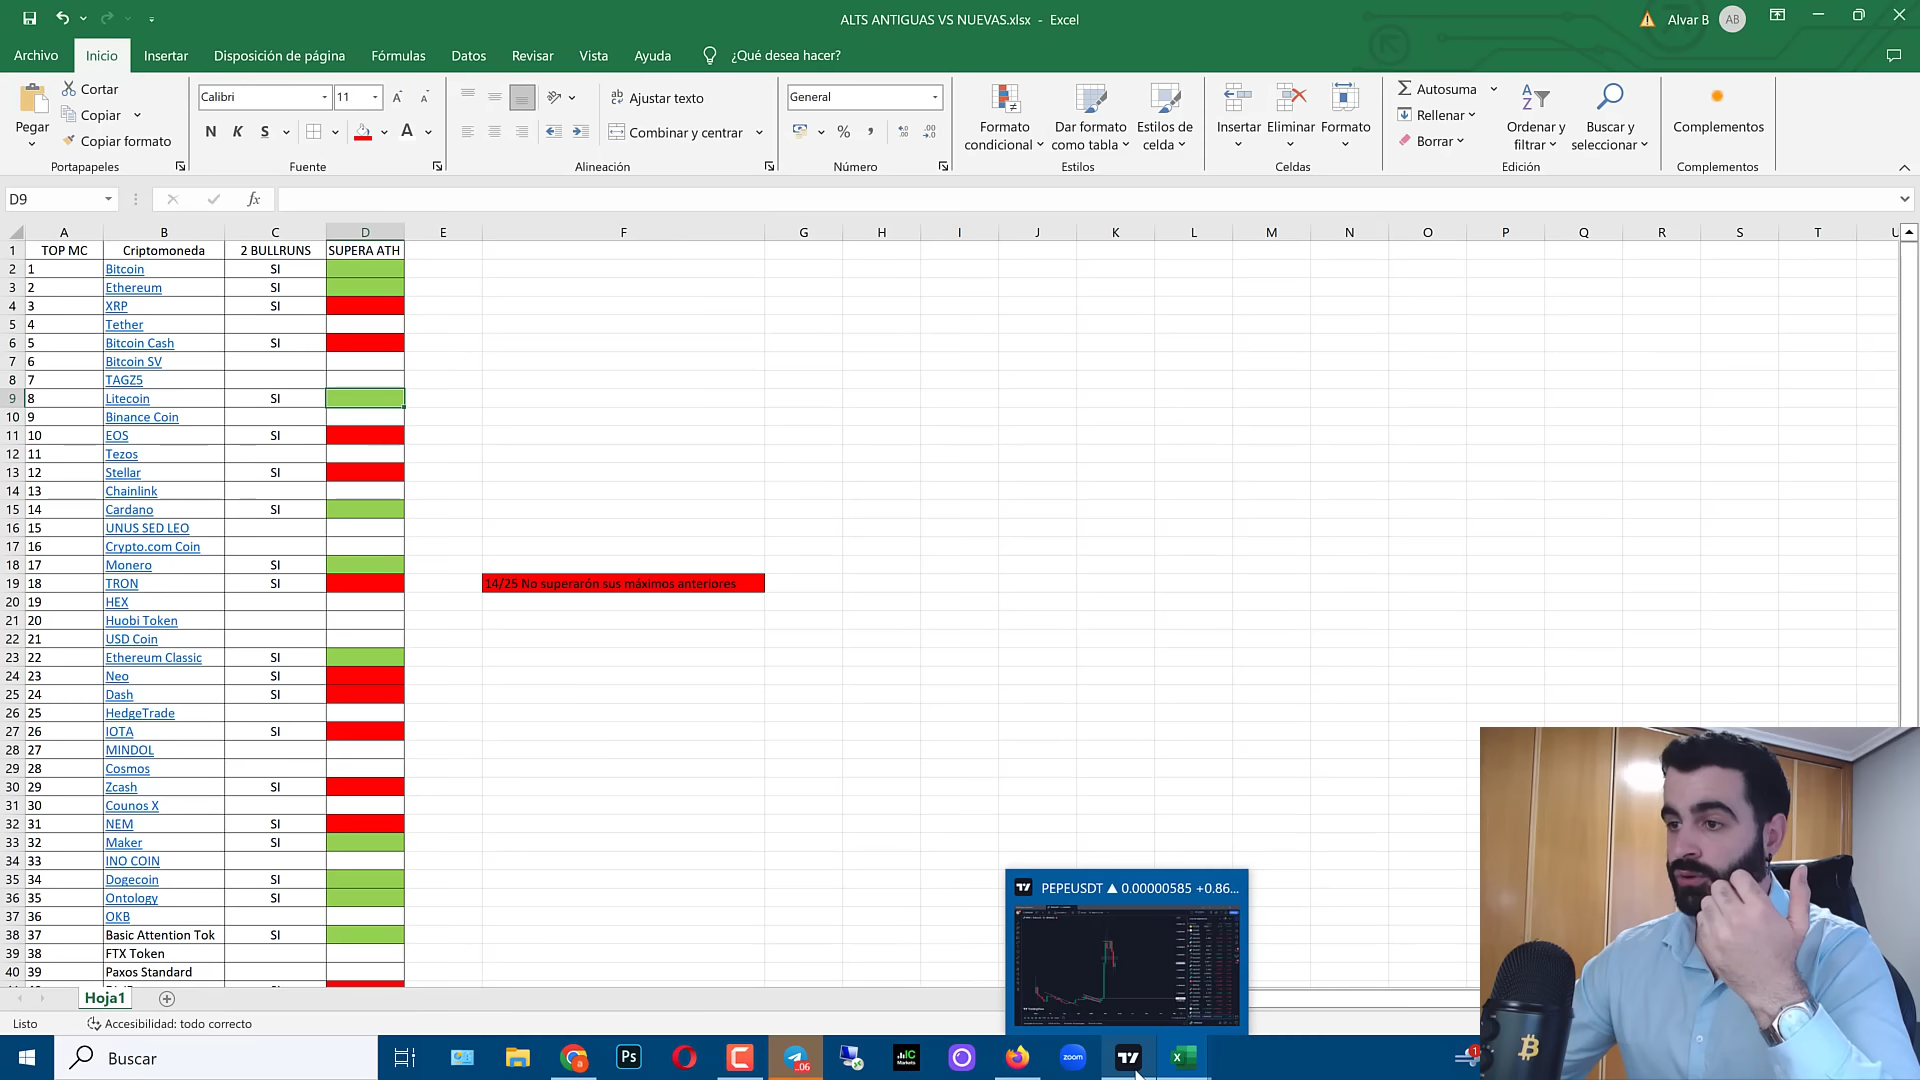 ALTS ANTIGUAS VS NUEVAS.xlsx - Excel
Alvar B
AB
Archivo
Inicio
Insertar
Disposición de página
Fórmulas
Datos
Revisar
Vista
Ayuda
¿Qué desea hacer?
Pegar
Cortar
Copiar
Copiar formato
Portapapeles
Calibri
11
N K S
Fuente
Ajustar texto
Combinar y centrar
Alineación
General
Número
Formato condicional
Dar formato como tabla
Estilos de celda
Estilos
Insertar
Eliminar
Formato
Celdas
Autosuma
Rellenar
Borrar
Ordenar y filtrar
Buscar y seleccionar
Edición
Complementos
Complementos
D9
fx
A B C D E F G H I J K L M N O P Q R S T U
1 TOP MC Criptomoneda 2 BULLRUNS SUPERA ATH
2 1 Bitcoin SI
3 2 Ethereum SI
4 3 XRP SI
5 4 Tether
6 5 Bitcoin Cash SI
7 6 Bitcoin SV
8 7 TAGZ5
9 8 Litecoin SI
10 9 Binance Coin
11 10 EOS SI
12 11 Tezos
13 12 Stellar SI
14 13 Chainlink
15 14 Cardano SI
16 15 UNUS SED LEO
17 16 Crypto.com Coin
18 17 Monero SI
19 18 TRON SI 14/25 No superarón sus máximos anteriores
20 19 HEX
21 20 Huobi Token
22 21 USD Coin
23 22 Ethereum Classic SI
24 23 Neo SI
25 24 Dash SI
26 25 HedgeTrade
27 26 IOTA SI
28 27 MINDOL
29 28 Cosmos
30 29 Zcash SI
31 30 Counos X
32 31 NEM SI
33 32 Maker SI
34 33 INO COIN
35 34 Dogecoin SI
36 35 Ontology SI
37 36 OKB
38 37 Basic Attention Tok SI
39 38 FTX Token
40 39 Paxos Standard
PEPEUSDT ▲ 0.00000585 +0.86...
Hoja1
Listo
Accesibilidad: todo correcto
Buscar
Ps
.06
IC Markets
zoom
1